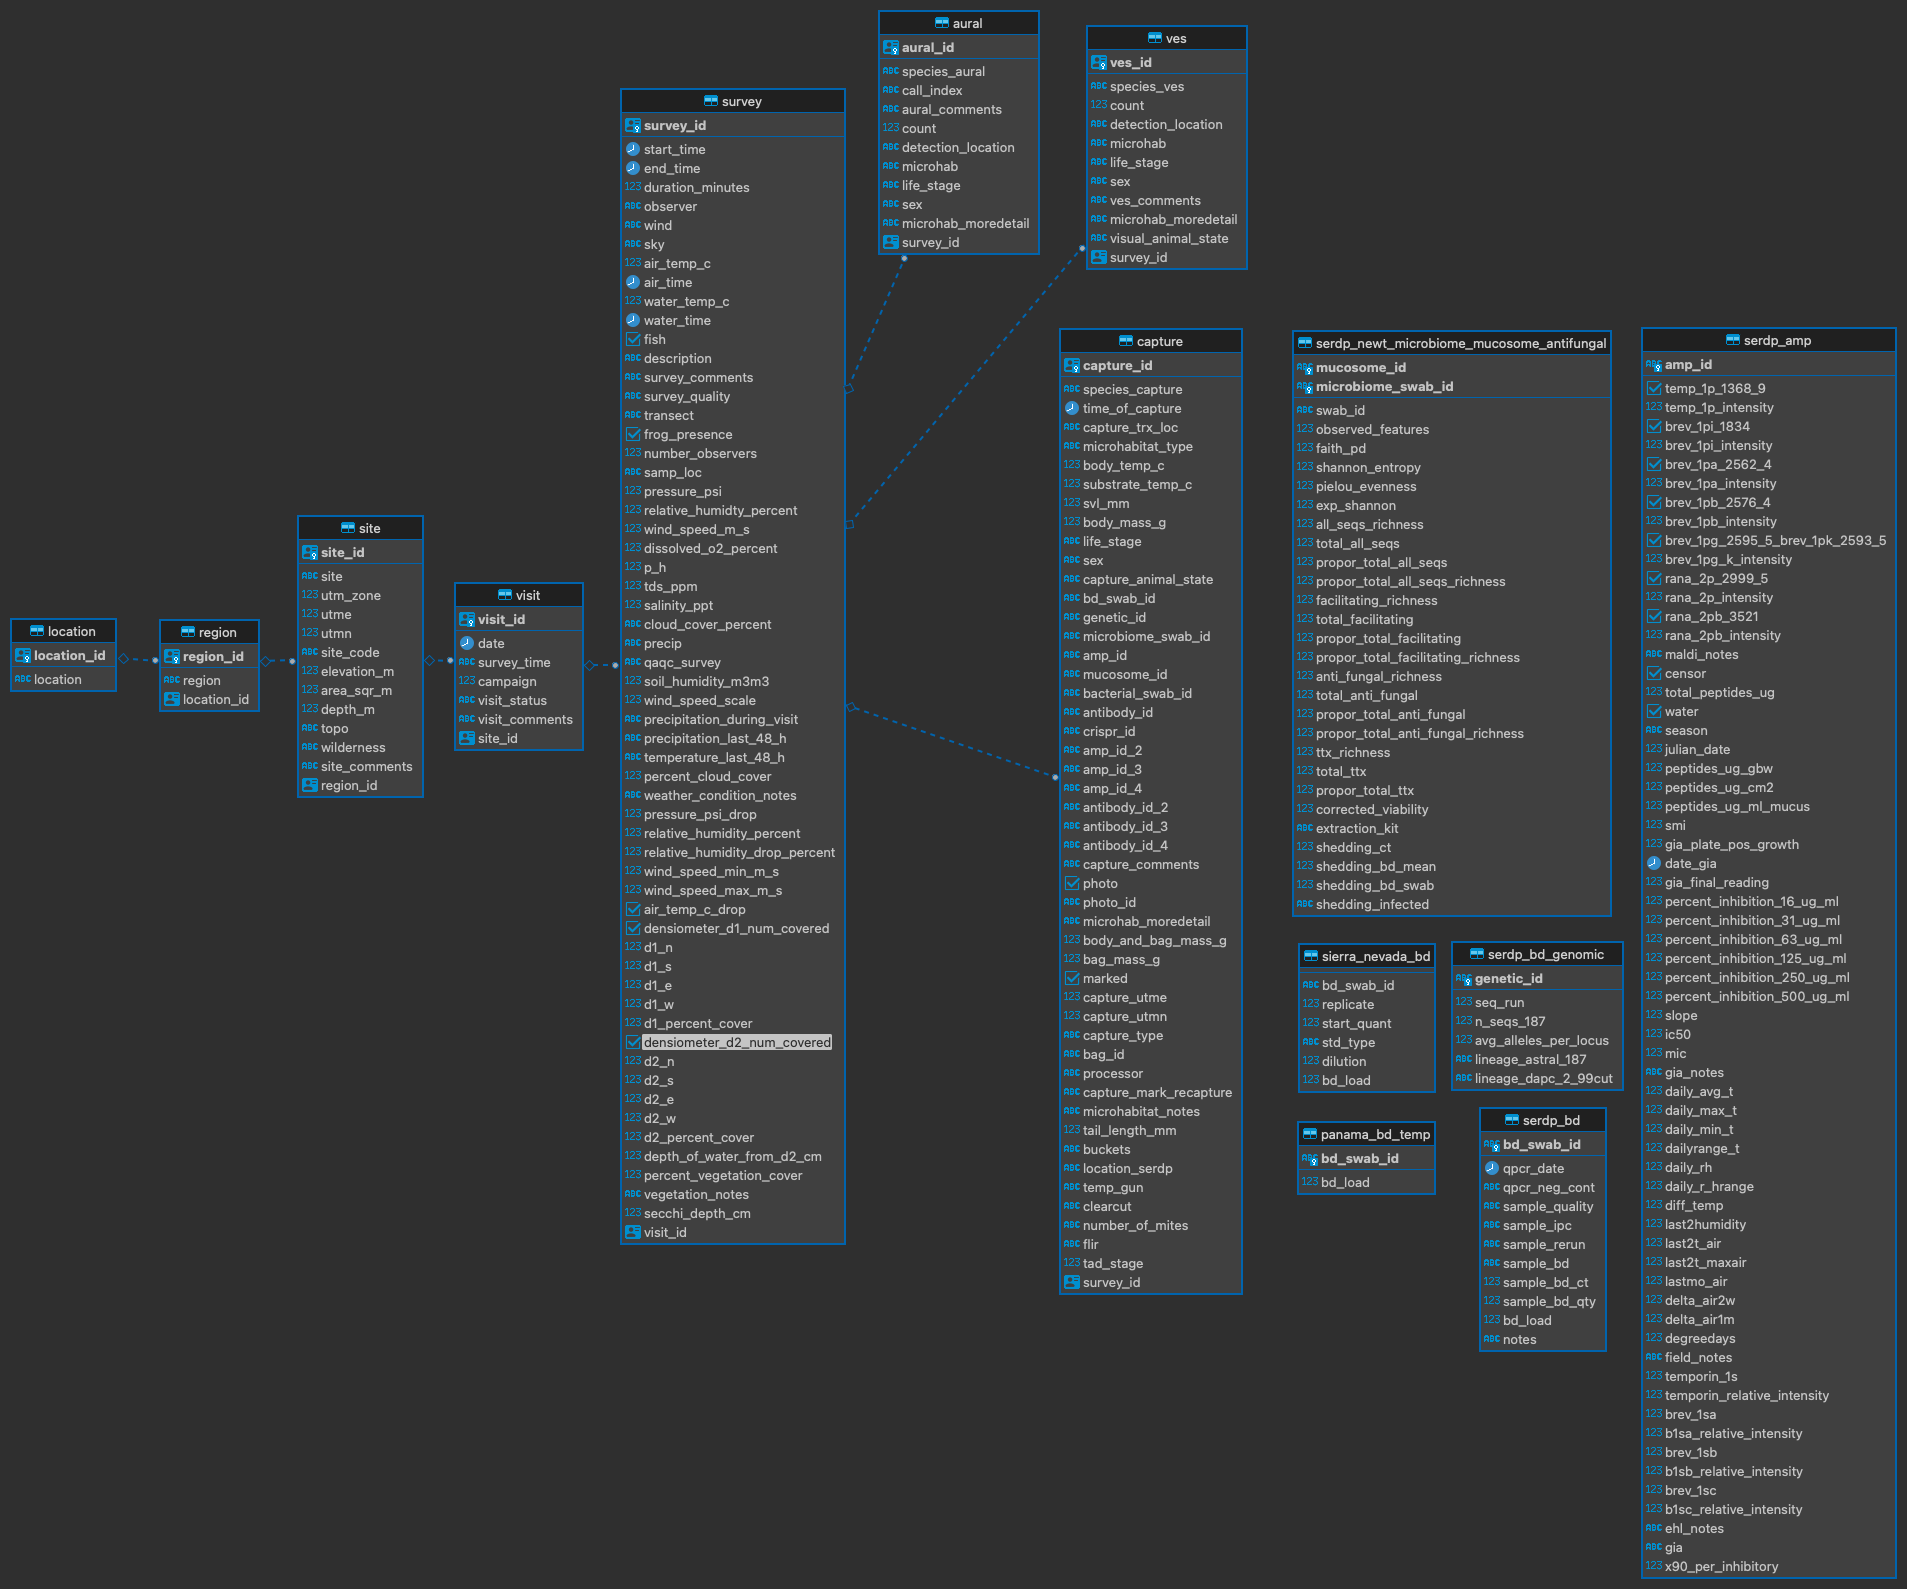 location
location_id
location
region
region_id
region
location_id
site
site_id
site
utm_zone
utme
utmn
site_code
elevation_m
area_sqr_m
depth_m
topo
wilderness
site_comments
region_id
visit
visit_id
date
survey_time
campaign
visit_status
visit_comments
site_id
survey
survey_id
start_time
end_time
duration_minutes
observer
wind
sky
air_temp_c
air_time
water_temp_c
water_time
fish
description
survey_comments
survey_quality
transect
frog_presence
number_observers
samp_loc
pressure_psi
relative_humidty_percent
wind_speed_m_s
dissolved_o2_percent
p_h
tds_ppm
salinity_ppt
cloud_cover_percent
precip
qaqc_survey
soil_humidity_m3m3
wind_speed_scale
precipitation_during_visit
precipitation_last_48_h
temperature_last_48_h
percent_cloud_cover
weather_condition_notes
pressure_psi_drop
relative_humidity_percent
relative_humidity_drop_percent
wind_speed_min_m_s
wind_speed_max_m_s
air_temp_c_drop
densiometer_d1_num_covered
d1_n
d1_s
d1_e
d1_w
d1_percent_cover
densiometer_d2_num_covered
d2_n
d2_s
d2_e
d2_w
d2_percent_cover
depth_of_water_from_d2_cm
percent_vegetation_cover
vegetation_notes
secchi_depth_cm
visit_id
aural
aural_id
species_aural
call_index
aural_comments
count
detection_location
microhab
life_stage
sex
microhab_moredetail
survey_id
ves
ves_id
species_ves
count
detection_location
microhab
life_stage
sex
ves_comments
microhab_moredetail
visual_animal_state
survey_id
capture
capture_id
species_capture
time_of_capture
capture_trx_loc
microhabitat_type
body_temp_c
substrate_temp_c
svl_mm
body_mass_g
life_stage
sex
capture_animal_state
bd_swab_id
genetic_id
microbiome_swab_id
amp_id
mucosome_id
bacterial_swab_id
antibody_id
crispr_id
amp_id_2
amp_id_3
amp_id_4
antibody_id_2
antibody_id_3
antibody_id_4
capture_comments
photo
photo_id
microhab_moredetail
body_and_bag_mass_g
bag_mass_g
marked
capture_utme
capture_utmn
capture_type
bag_id
processor
capture_mark_recapture
microhabitat_notes
tail_length_mm
buckets
location_serdp
temp_gun
clearcut
number_of_mites
flir
tad_stage
survey_id
serdp_newt_microbiome_mucosome_antifungal
mucosome_id
microbiome_swab_id
swab_id
observed_features
faith_pd
shannon_entropy
pielou_evenness
exp_shannon
all_seqs_richness
total_all_seqs
propor_total_all_seqs
propor_total_all_seqs_richness
facilitating_richness
total_facilitating
propor_total_facilitating
propor_total_facilitating_richness
anti_fungal_richness
total_anti_fungal
propor_total_anti_fungal
propor_total_anti_fungal_richness
ttx_richness
total_ttx
propor_total_ttx
corrected_viability
extraction_kit
shedding_ct
shedding_bd_mean
shedding_bd_swab
shedding_infected
sierra_nevada_bd
bd_swab_id
replicate
start_quant
std_type
dilution
bd_load
serdp_bd_genomic
genetic_id
seq_run
n_seqs_187
avg_alleles_per_locus
lineage_astral_187
lineage_dapc_2_99cut
panama_bd_temp
bd_swab_id
bd_load
serdp_bd
bd_swab_id
qpcr_date
qpcr_neg_cont
sample_quality
sample_ipc
sample_rerun
sample_bd
sample_bd_ct
sample_bd_qty
bd_load
notes
serdp_amp
amp_id
temp_1p_1368_9
temp_1p_intensity
brev_1pi_1834
brev_1pi_intensity
brev_1pa_2562_4
brev_1pa_intensity
brev_1pb_2576_4
brev_1pb_intensity
brev_1pg_2595_5_brev_1pk_2593_5
brev_1pg_k_intensity
rana_2p_2999_5
rana_2p_intensity
rana_2pb_3521
rana_2pb_intensity
maldi_notes
censor
total_peptides_ug
water
season
julian_date
peptides_ug_gbw
peptides_ug_cm2
peptides_ug_ml_mucus
smi
gia_plate_pos_growth
date_gia
gia_final_reading
percent_inhibition_16_ug_ml
percent_inhibition_31_ug_ml
percent_inhibition_63_ug_ml
percent_inhibition_125_ug_ml
percent_inhibition_250_ug_ml
percent_inhibition_500_ug_ml
slope
ic50
mic
gia_notes
daily_avg_t
daily_max_t
daily_min_t
dailyrange_t
daily_rh
daily_r_hrange
diff_temp
last2humidity
last2t_air
last2t_maxair
lastmo_air
delta_air2w
delta_air1m
degreedays
field_notes
temporin_1s
temporin_relative_intensity
brev_1sa
b1sa_relative_intensity
brev_1sb
b1sb_relative_intensity
brev_1sc
b1sc_relative_intensity
ehl_notes
gia
x90_per_inhibitory